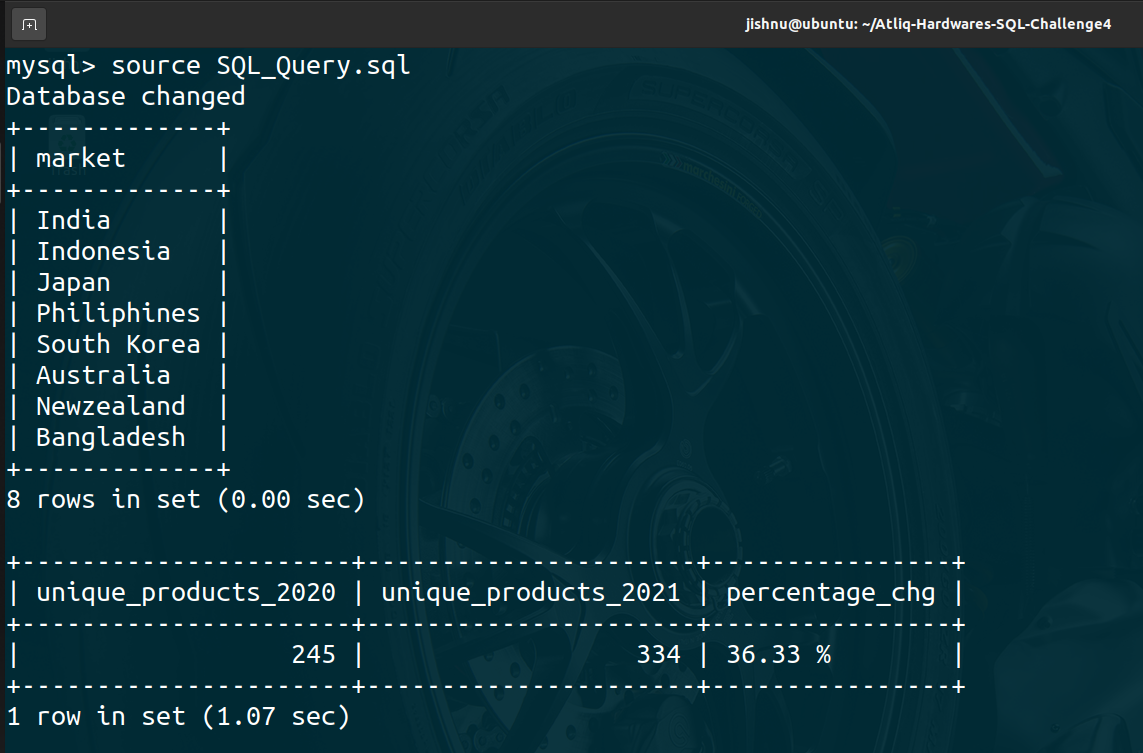 jishnu@ubuntu: ~/Atliq-Hardwares-SQL-Challenge4
mysql> source SQL_Query.sql
Database changed
+-------------+
| market      |
+-------------+
| India       |
| Indonesia   |
| Japan       |
| Philiphines |
| South Korea |
| Australia   |
| Newzealand  |
| Bangladesh  |
+-------------+
8 rows in set (0.00 sec)
+----------------------+----------------------+----------------+
| unique_products_2020 | unique_products_2021 | percentage_chg |
+----------------------+----------------------+----------------+
|                  245 |                  334 | 36.33 %        |
+----------------------+----------------------+----------------+
1 row in set (1.07 sec)